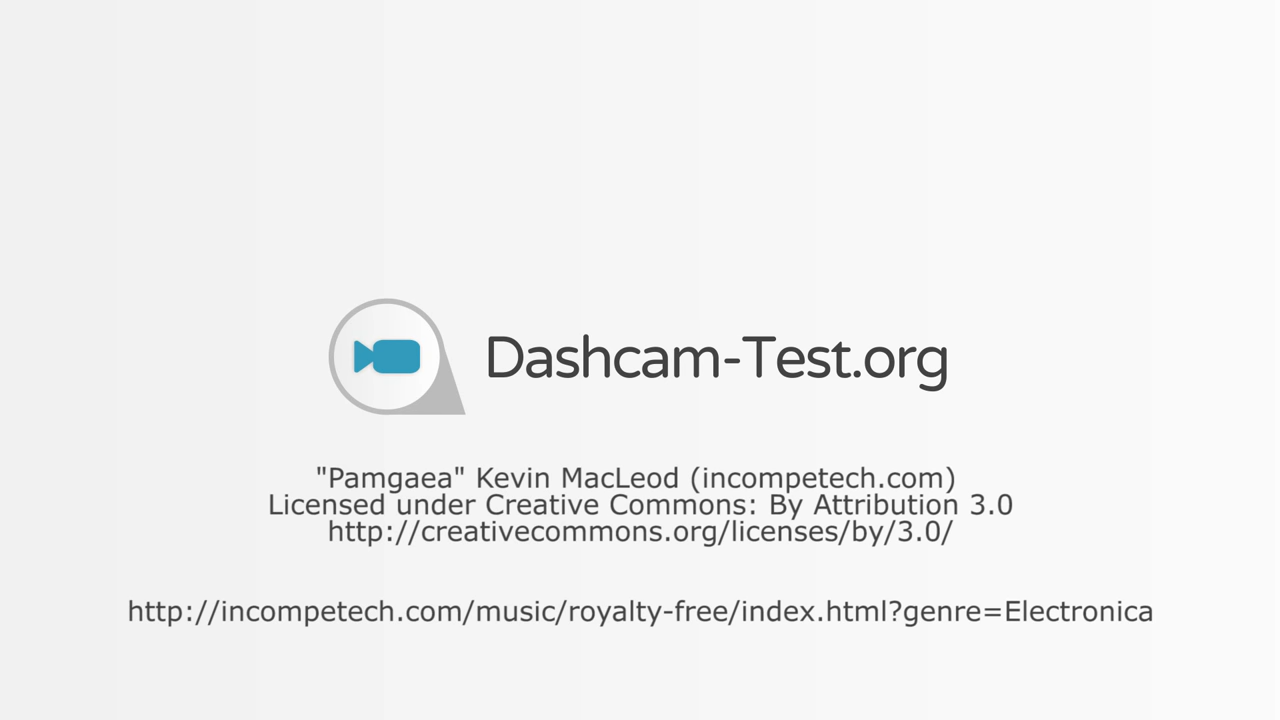 Dashcam-Test.org
"Pamgaea" Kevin MacLeod (incompetech.com)
Licensed under Creative Commons: By Attribution 3.0
http://creativecommons.org/licenses/by/3.0/
http://incompetech.com/music/royalty-free/index.html?genre=Electronica